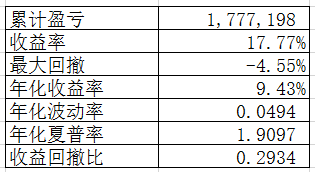 累计盈亏 1,777,198
收益率 17.77%
最大回撤 -4.55%
年化收益率 9.43%
年化波动率 0.0494
年化夏普率 1.9097
收益回撤比 0.2934